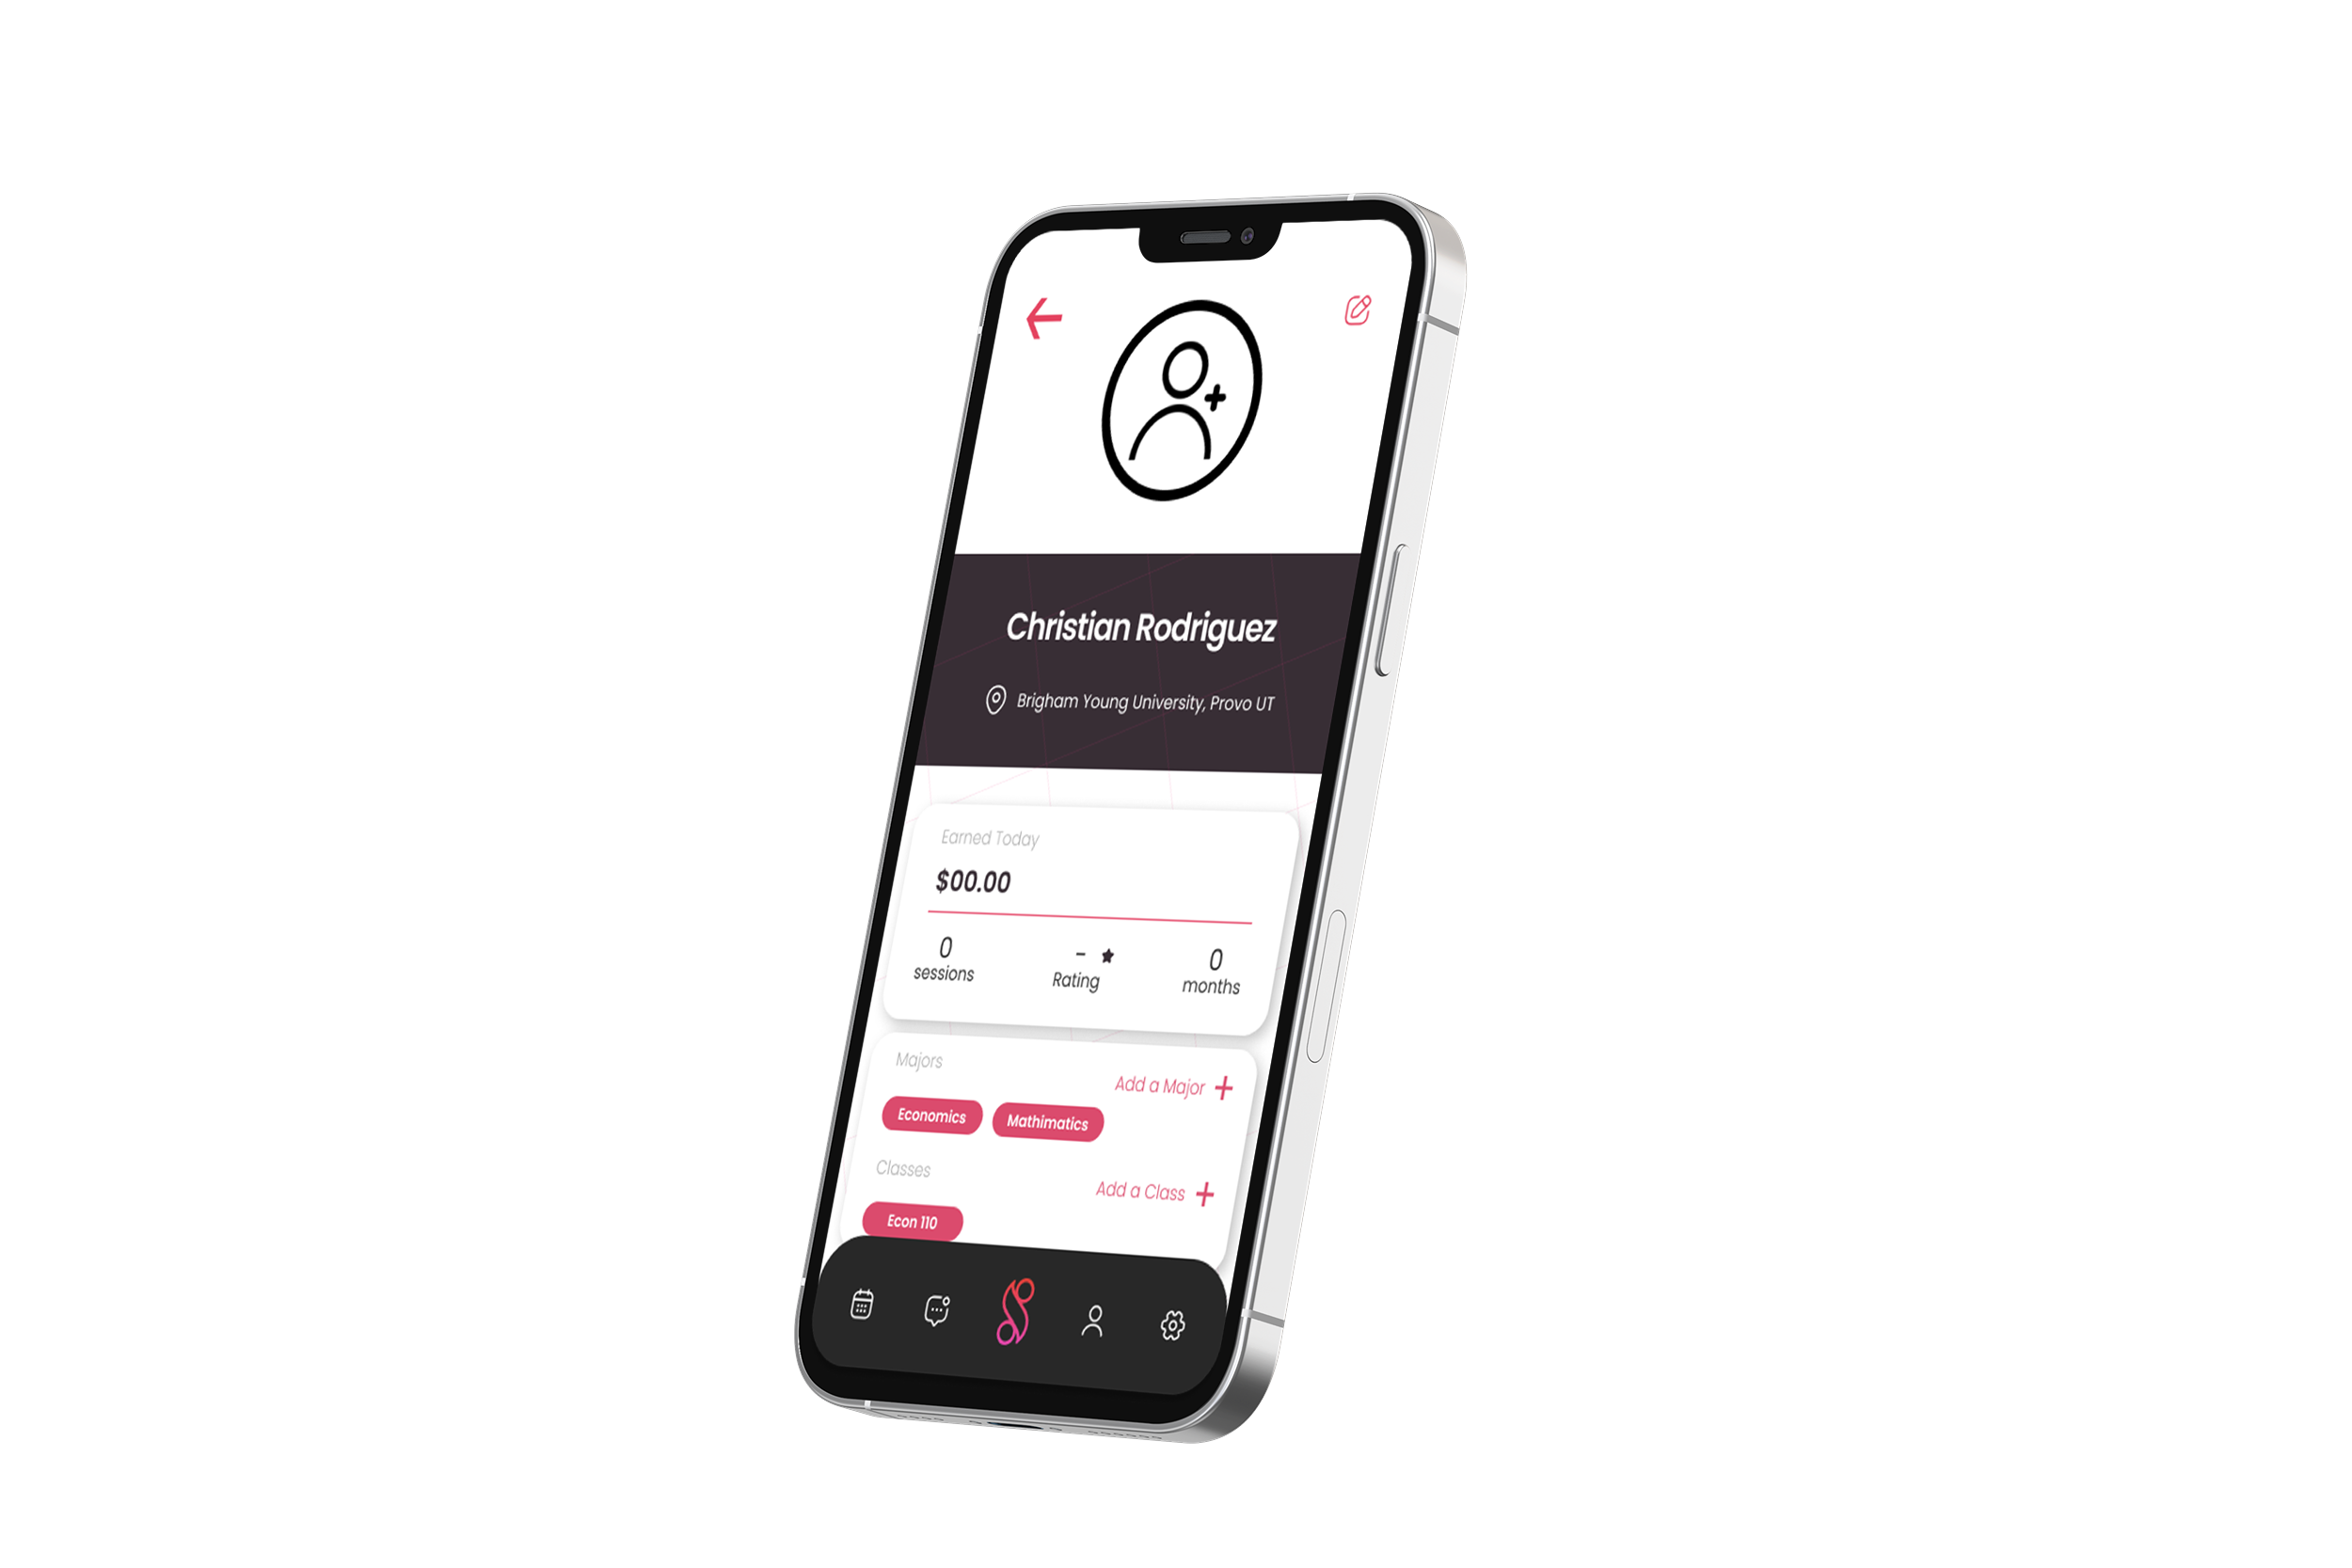 Christian Rodriguez
Brigham Young University, Provo UT
Earned Today
$00.00
0
sessions
-
Rating
0
months
Majors
Add a Major +
Economics
Mathimatics
Classes
Add a Class +
Econ 110